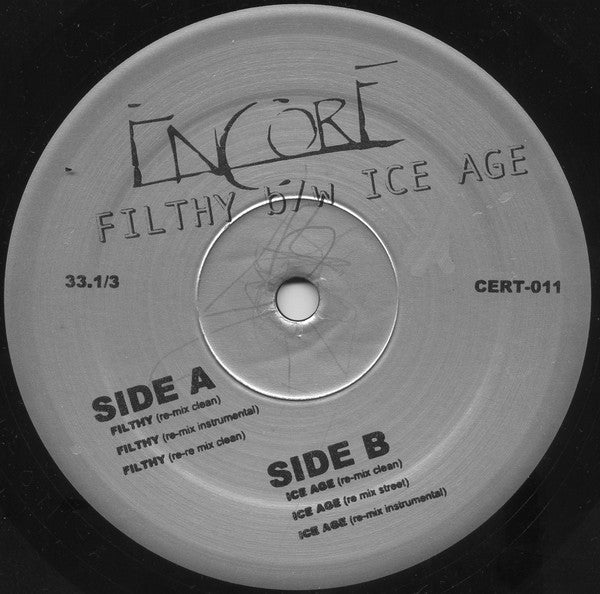 ENCORE
FILTHY b/w ICE AGE
33.1/3
CERT-011
SIDE A
FILTHY (re-mix clean)
FILTHY (re-mix instrumental)
FILTHY (re-re mix clean)
SIDE B
ICE AGE (re-mix clean)
ICE AGE (re mix street)
ICE AGE (re-mix instrumental)